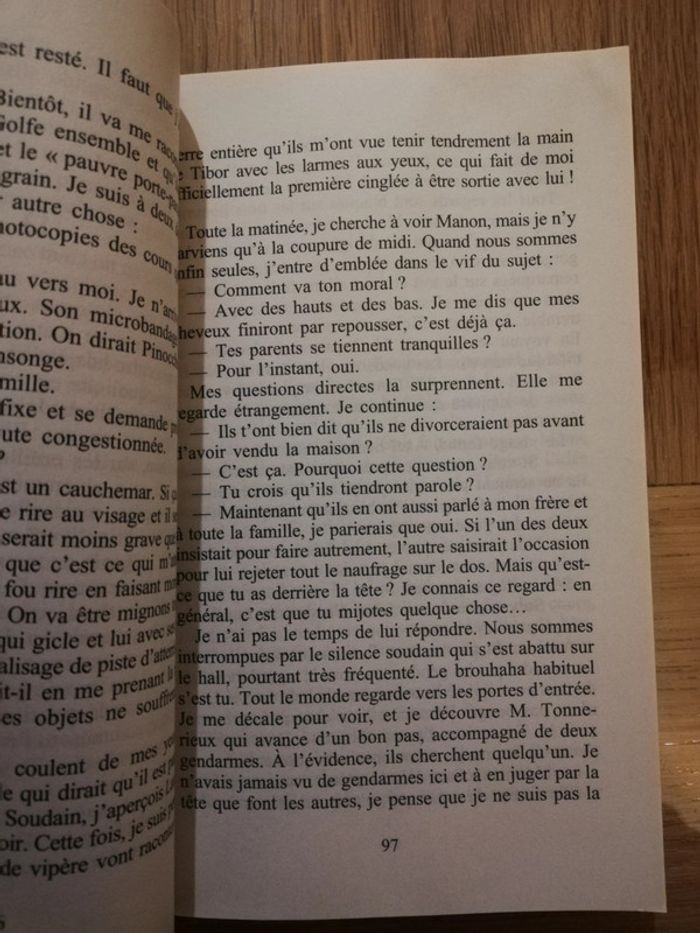 est resté. Il faut que
Bientôt, il va me
Golfe ensemble et
et le « pauvre
grain. Je suis à deux
autre chose :
photocopies des cours
au vers moi. Je
ux. Son
tion. On dirait
nsonge.
mille.
fixe et se demande
oute congestionnée.
?
st un cauchemar. Si
e rire au visage et il
serait moins grave
que c'est ce qui
fou rire en faisant
On va être mignons
qui gicle et lui avec
alisage de piste
it-il en me prenant
es objets ne
coulent de mes
e qui dirait qu'il est
Soudain, j'aperçois
oir. Cette fois, je suis
de vipère vont
erre entière qu'ils m'ont vue tenir tendrement la main
e Tibor avec les larmes aux yeux, ce qui fait de moi
fficiellement la première cinglée à être sortie avec lui !
Toute la matinée, je cherche à voir Manon, mais je n'y
arviens qu'à la coupure de midi. Quand nous sommes
nfin seules, j'entre d'emblée dans le vif du sujet :
— Comment va ton moral ?
— Avec des hauts et des bas. Je me dis que mes
cheveux finiront par repousser, c'est déjà ça.
— Tes parents se tiennent tranquilles ?
— Pour l'instant, oui.
Mes questions directes la surprennent. Elle me
regarde étrangement. Je continue :
— Ils t'ont bien dit qu'ils ne divorceraient pas avant
d'avoir vendu la maison ?
— C'est ça. Pourquoi cette question ?
— Tu crois qu'ils tiendront parole ?
— Maintenant qu'ils en ont aussi parlé à mon frère et
à toute la famille, je parierais que oui. Si l'un des deux
insistait pour faire autrement, l'autre saisirait l'occasion
pour lui rejeter tout le naufrage sur le dos. Mais qu'est-
ce que tu as derrière la tête ? Je connais ce regard : en
général, c'est que tu mijotes quelque chose...
Je n'ai pas le temps de lui répondre. Nous sommes
interrompues par le silence soudain qui s'est abattu sur
le hall, pourtant très fréquenté. Le brouhaha habituel
s'est tu. Tout le monde regarde vers les portes d'entrée.
Je me décale pour voir, et je découvre M. Tonne-
rieux qui avance d'un bon pas, accompagné de deux
gendarmes. À l'évidence, ils cherchent quelqu'un. Je
n'avais jamais vu de gendarmes ici et à en juger par la
tête que font les autres, je pense que je ne suis pas la
97